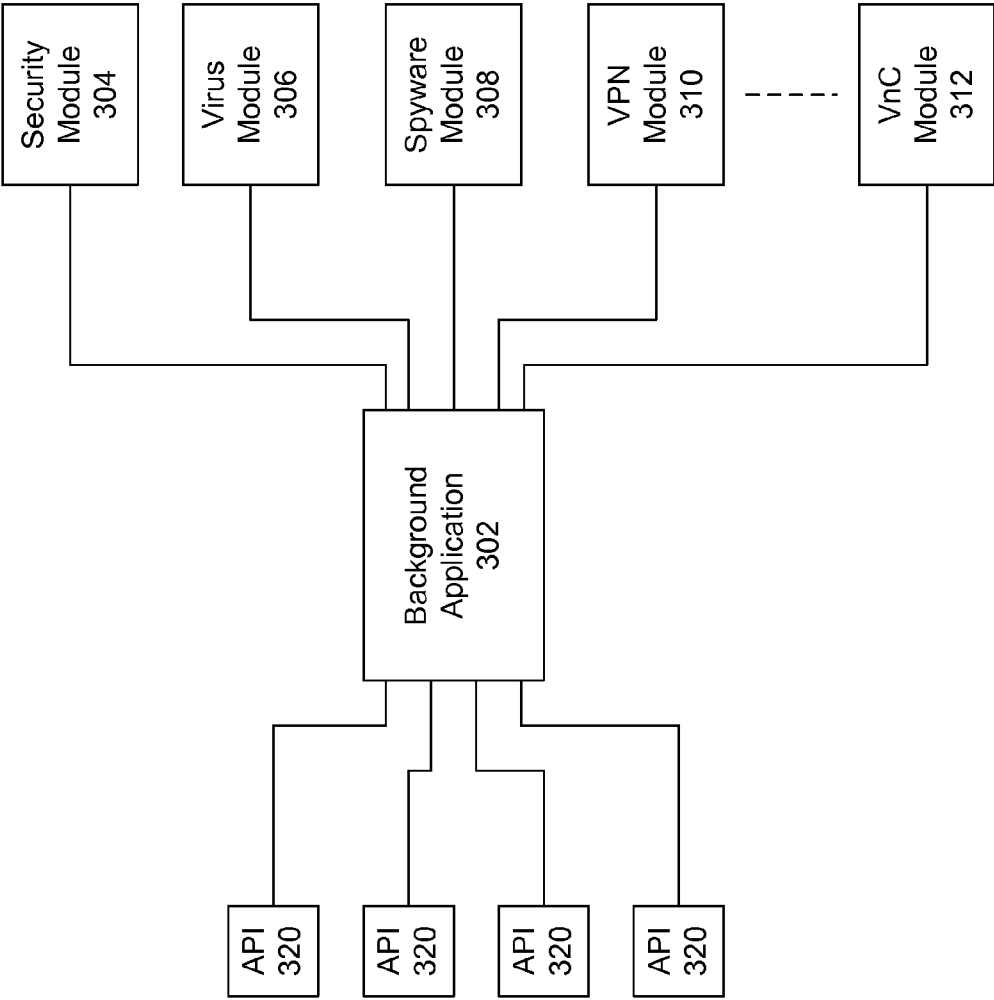 Security
Module
304
Virus
Module
306
Spyware
Module
308
VPN
Module
310
VnC
Module
312
Background
Application
302
API
320
API
320
API
320
API
320